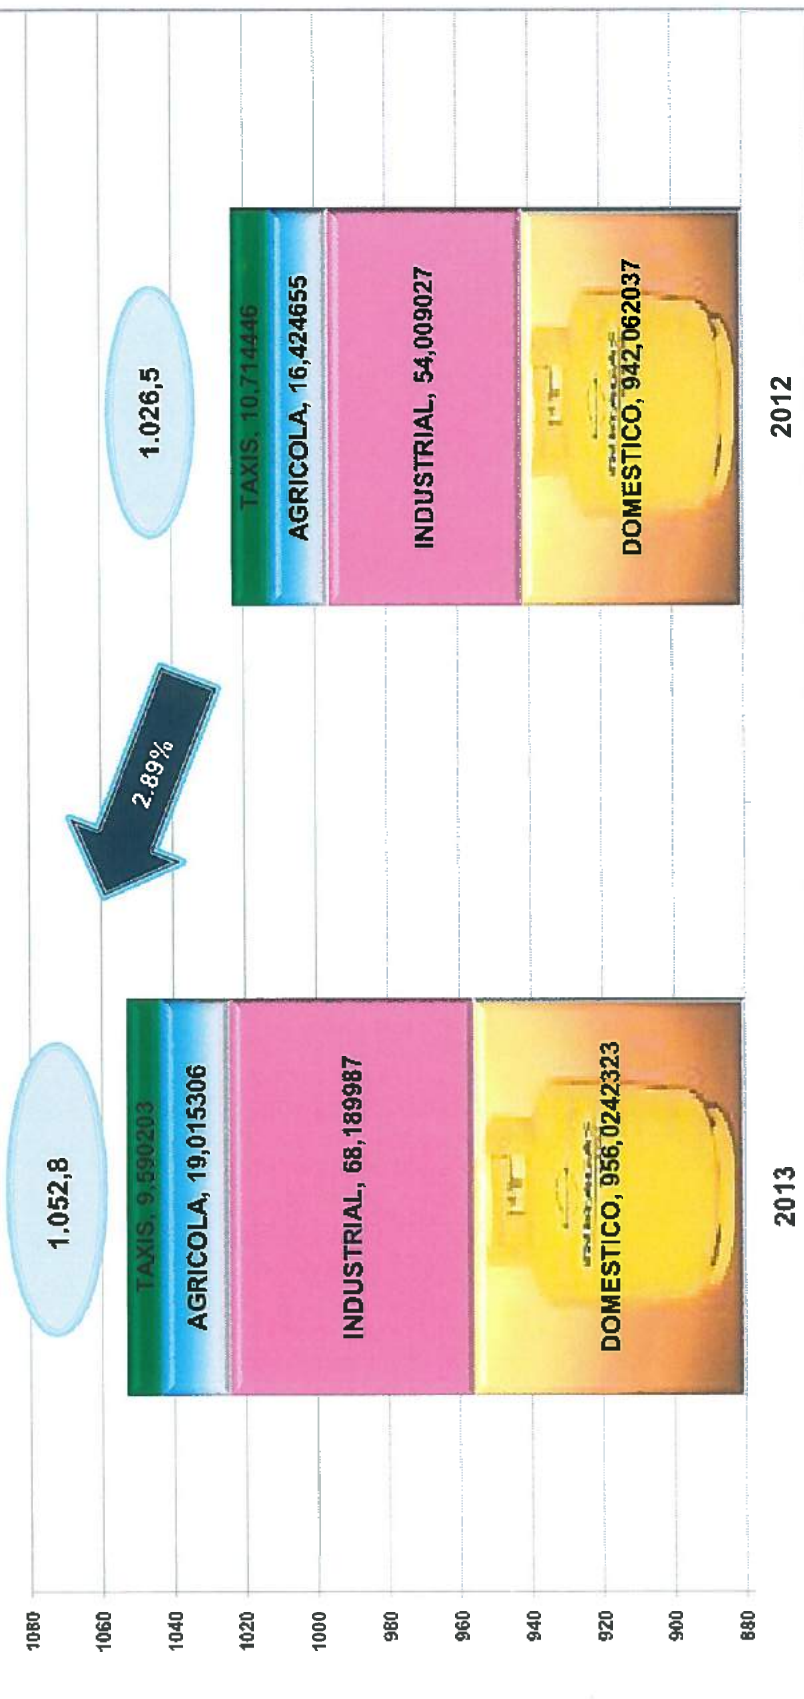 1080
1060
1040
1020
1000
980
960
940
920
900
880
1.052,8
TAXIS, 9,590203
AGRICOLA, 19,015306
INDUSTRIAL, 68,189987
DOMESTICO, 956,0242323
2013
2.89%
1.026,5
TAXIS, 10,714446
AGRICOLA, 16,424655
INDUSTRIAL, 54,009027
DOMESTICO, 942,062037
2012